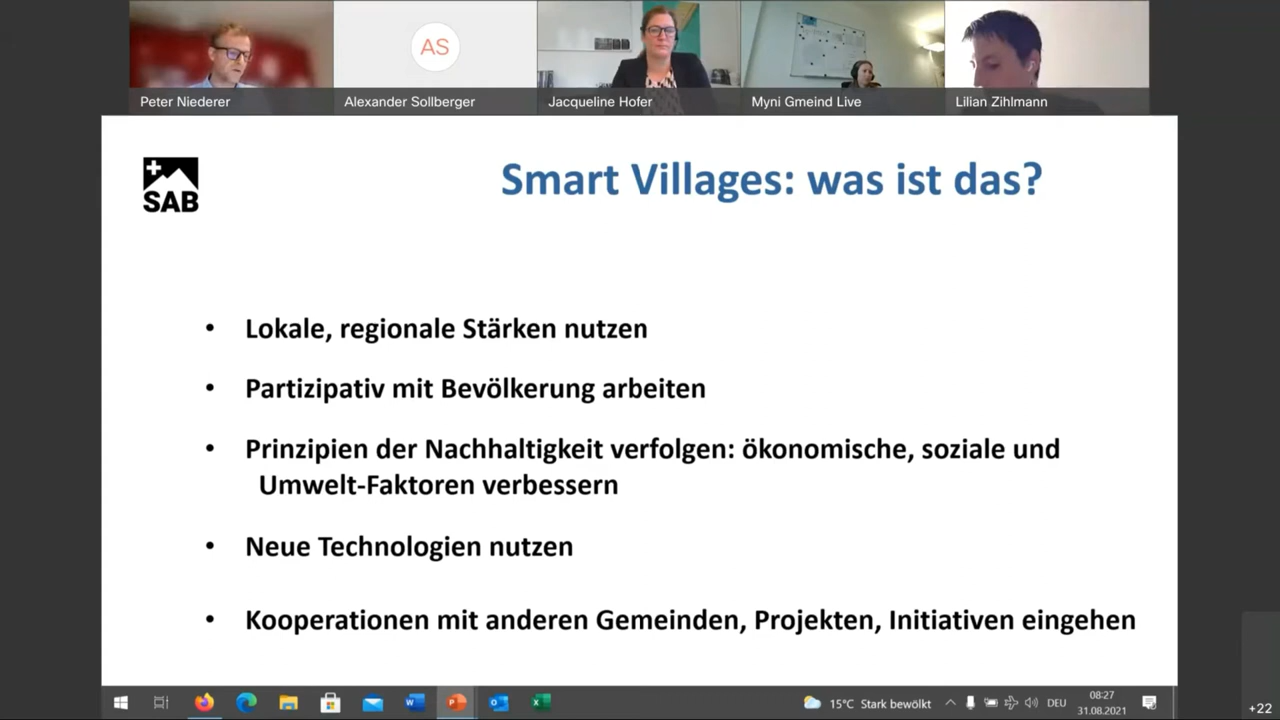 AS
Peter Niederer
Alexander Sollberger
Jacqueline Hofer
Myni Gmeind Live
Lilian Zihlmann
SAB
Smart Villages: was ist das?
• Lokale, regionale Stärken nutzen
• Partizipativ mit Bevölkerung arbeiten
• Prinzipien der Nachhaltigkeit verfolgen: ökonomische, soziale und
Umwelt-Faktoren verbessern
• Neue Technologien nutzen
• Kooperationen mit anderen Gemeinden, Projekten, Initiativen eingehen
15°C Stark bewölkt
DEU
08:27
31.08.2021
+22